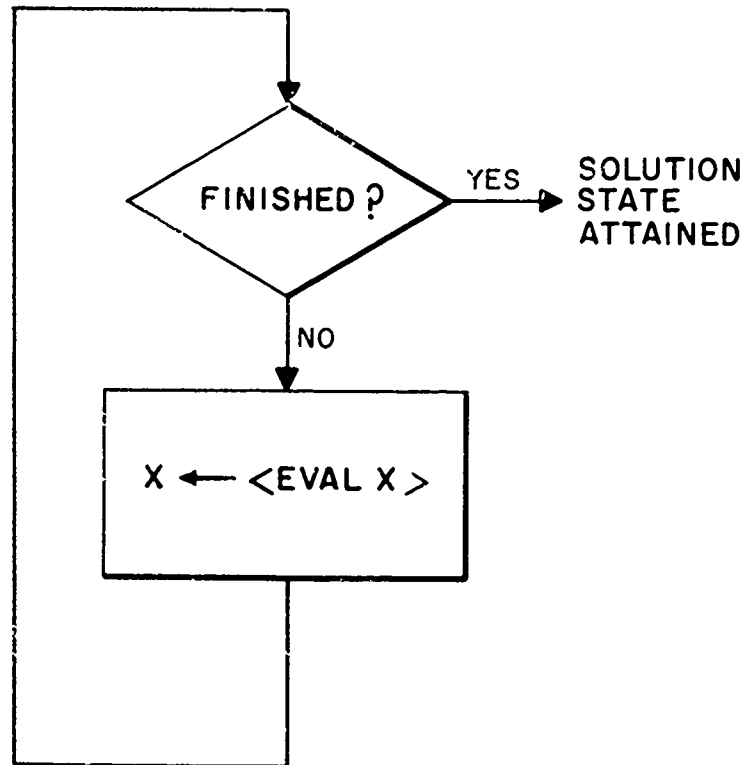 FINISHED?
YES
SOLUTION
STATE
ATTAINED
NO
X ← <EVAL X>